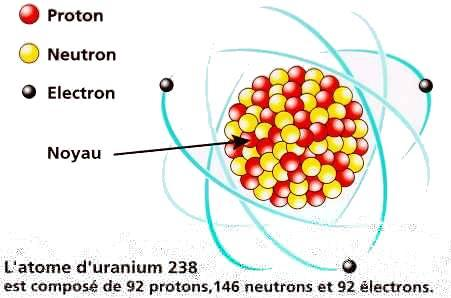 Proton
Neutron
Electron
Noyau
L'atome d'uranium 238
est composé de 92 protons,146 neutrons et 92 électrons.